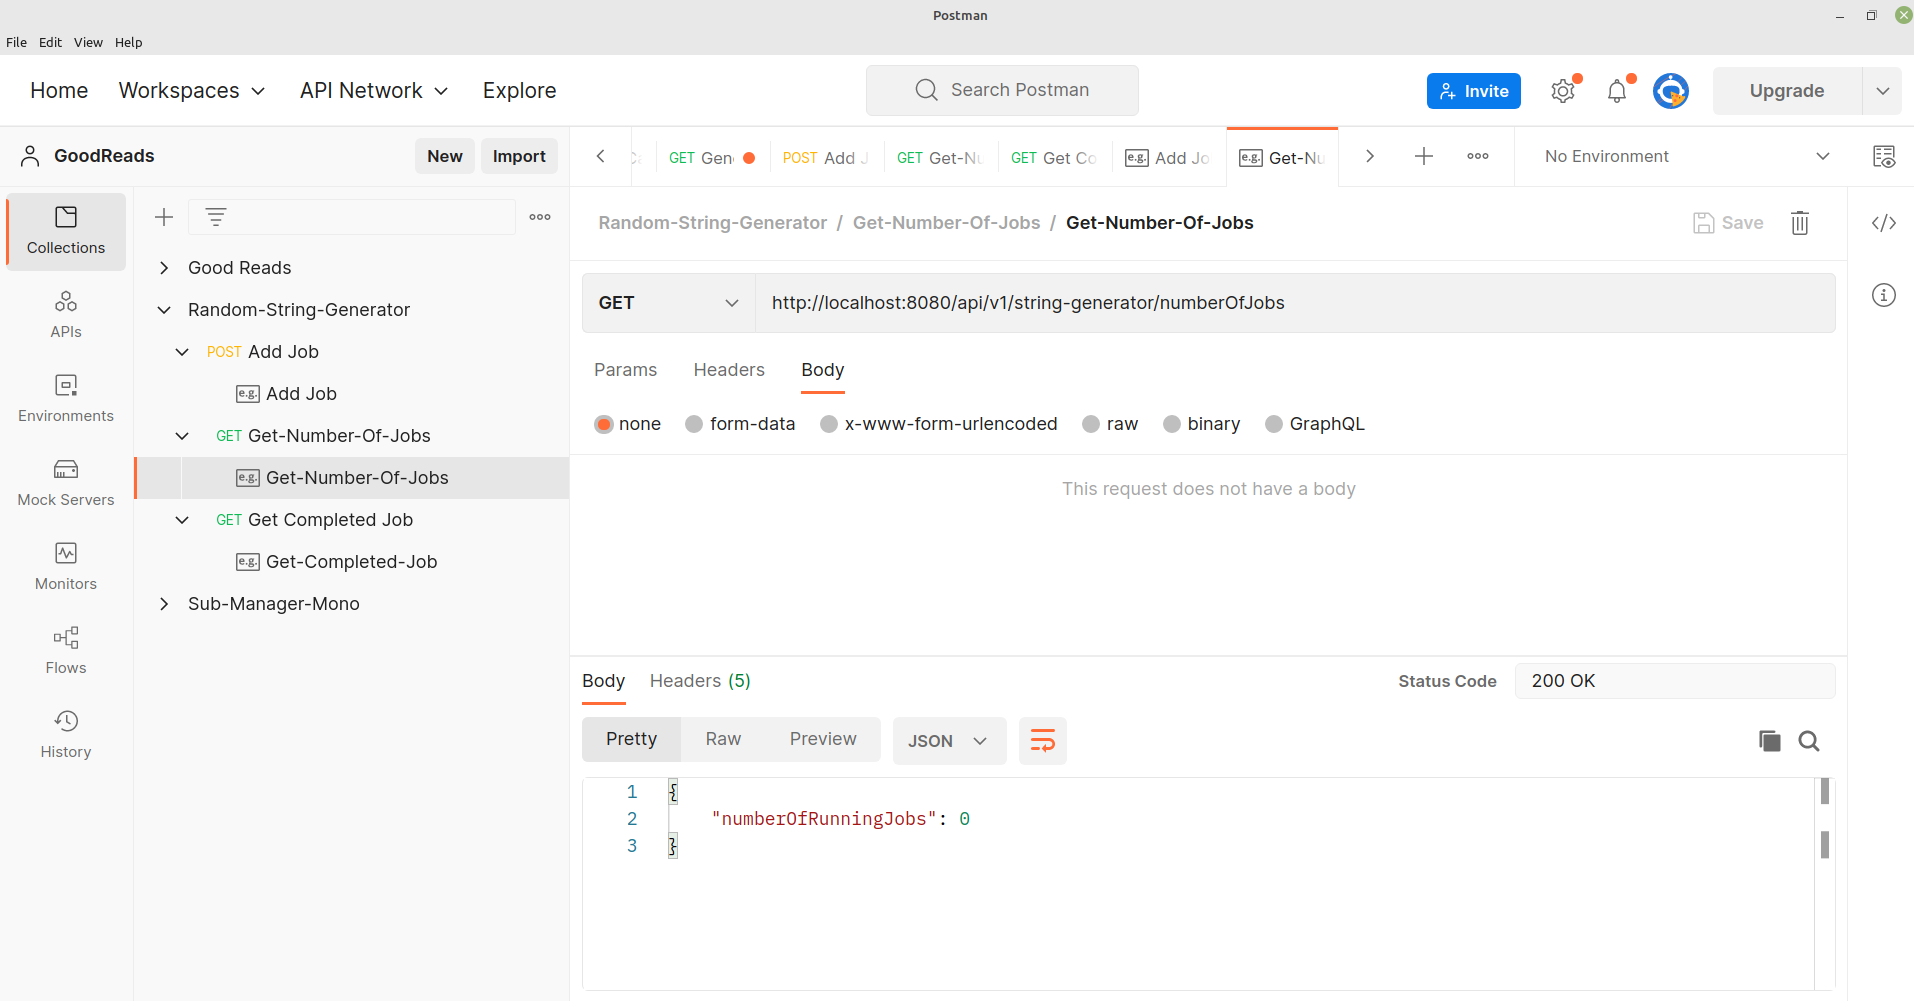 Postman
File Edit View Help
Home Workspaces API Network Explore
Search Postman
Invite
Upgrade
GoodReads
New Import
GET Gen
POST Add J
GET Get-Nu
GET Get Co
e.g. Add Jo
e.g. Get-Nu
No Environment
Collections
APIs
Environments
Mock Servers
Monitors
Flows
History
Good Reads
Random-String-Generator
POST Add Job
e.g. Add Job
GET Get-Number-Of-Jobs
e.g. Get-Number-Of-Jobs
GET Get Completed Job
e.g. Get-Completed-Job
Sub-Manager-Mono
Random-String-Generator / Get-Number-Of-Jobs / Get-Number-Of-Jobs
Save
GET http://localhost:8080/api/v1/string-generator/numberOfJobs
Params Headers Body
none form-data x-www-form-urlencoded raw binary GraphQL
This request does not have a body
Body Headers (5)
Status Code 200 OK
Pretty Raw Preview JSON
1 {
2 "numberOfRunningJobs": 0
3 }